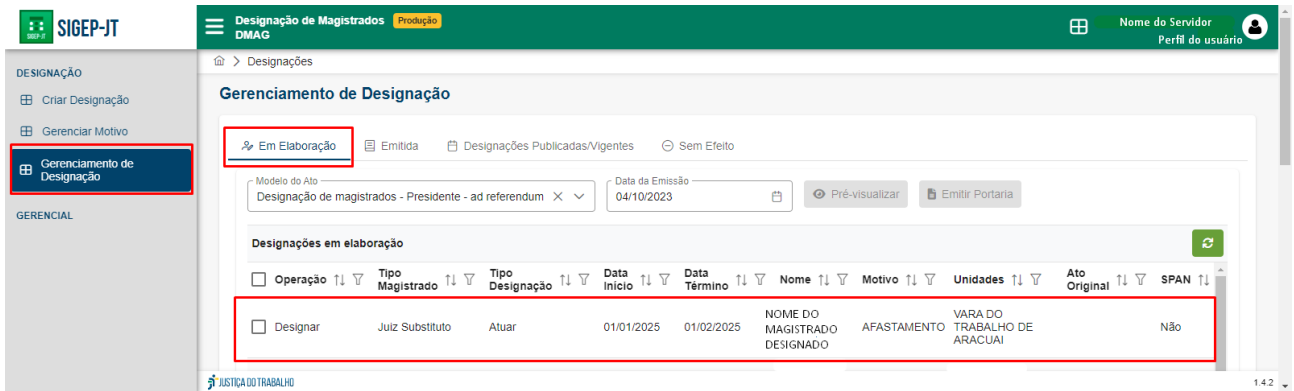 SIGEP-JT
SIGEP-JT
Designação de Magistrados Produção
DMAG
Nome do Servidor
Perfil do usuário
Designações
DESIGNAÇÃO
Criar Designação
Gerenciar Motivo
Gerenciamento de
Designação
GERENCIAL
Gerenciamento de Designação
Em Elaboração Emitida Designações Publicadas/Vigentes Sem Efeito
Modelo do Ato Data da Emissão
Designação de magistrados - Presidente - ad referendum 04/10/2023 Pré-visualizar Emitir Portaria
Designações em elaboração
Operação Tipo Magistrado Tipo Designação Data Início Data Término Nome Motivo Unidades Ato Original SPAN
Designar Juiz Substituto Atuar 01/01/2025 01/02/2025 NOME DO MAGISTRADO DESIGNADO AFASTAMENTO VARA DO TRABALHO DE ARACUAI Não
JUSTIÇA DO TRABALHO 1.4.2